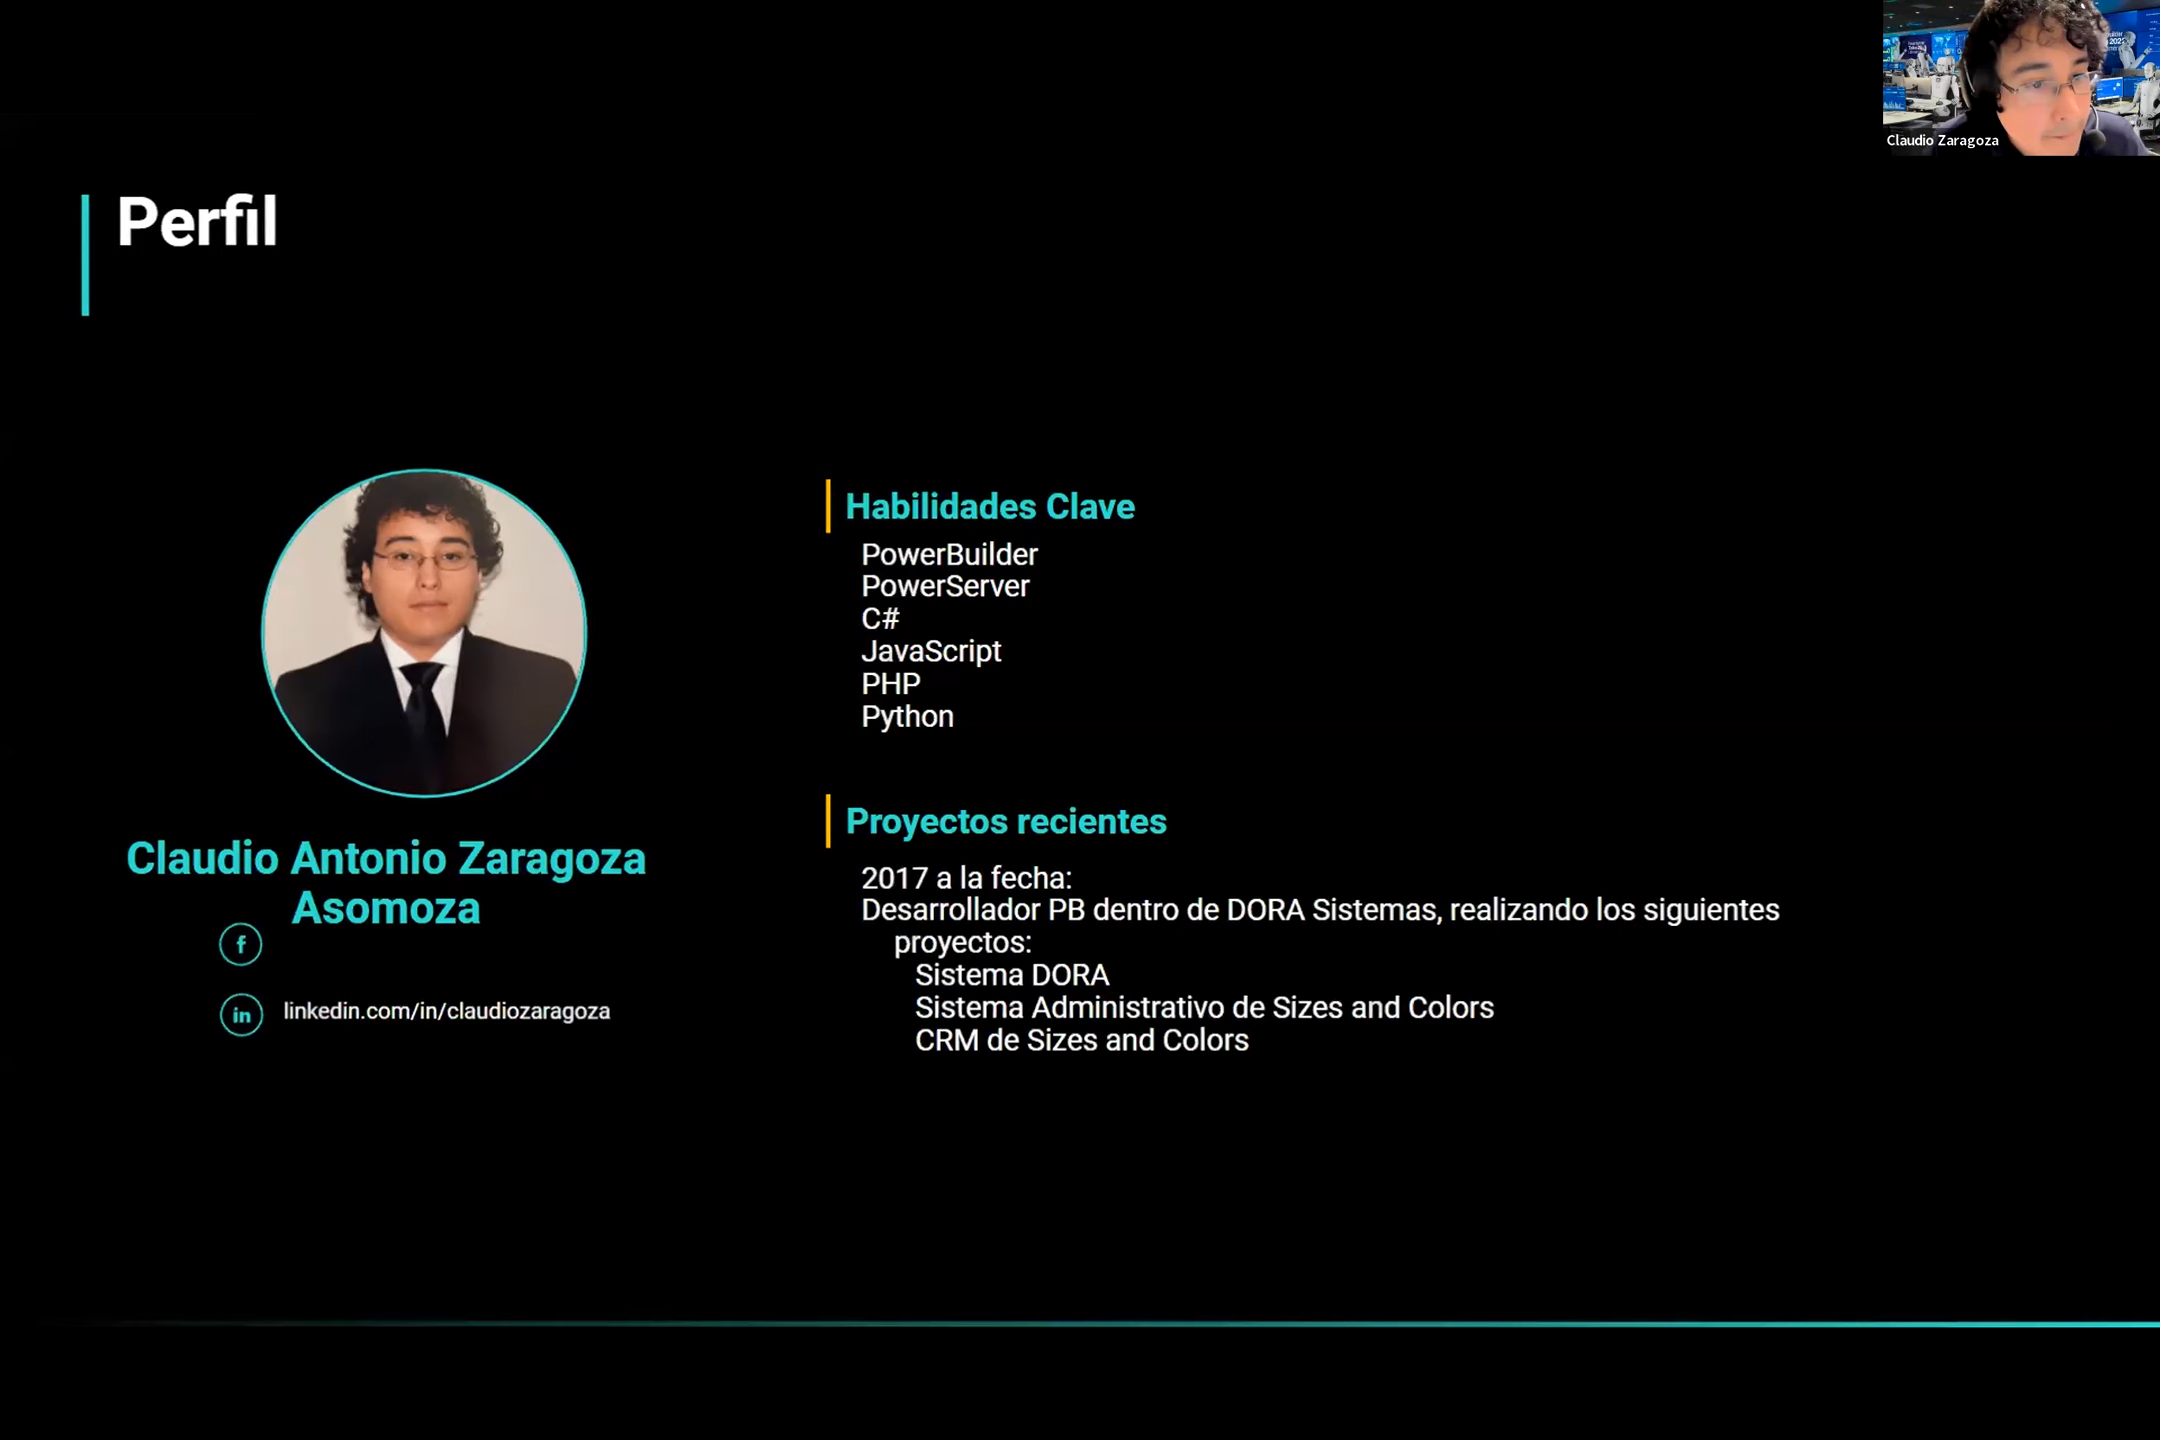 Claudio Zaragoza
Perfil
Claudio Antonio Zaragoza
Asomoza
f
in
linkedin.com/in/claudiozaragoza
Habilidades Clave
PowerBuilder
PowerServer
C#
JavaScript
PHP
Python
Proyectos recientes
2017 a la fecha:
Desarrollador PB dentro de DORA Sistemas, realizando los siguientes
proyectos:
Sistema DORA
Sistema Administrativo de Sizes and Colors
CRM de Sizes and Colors